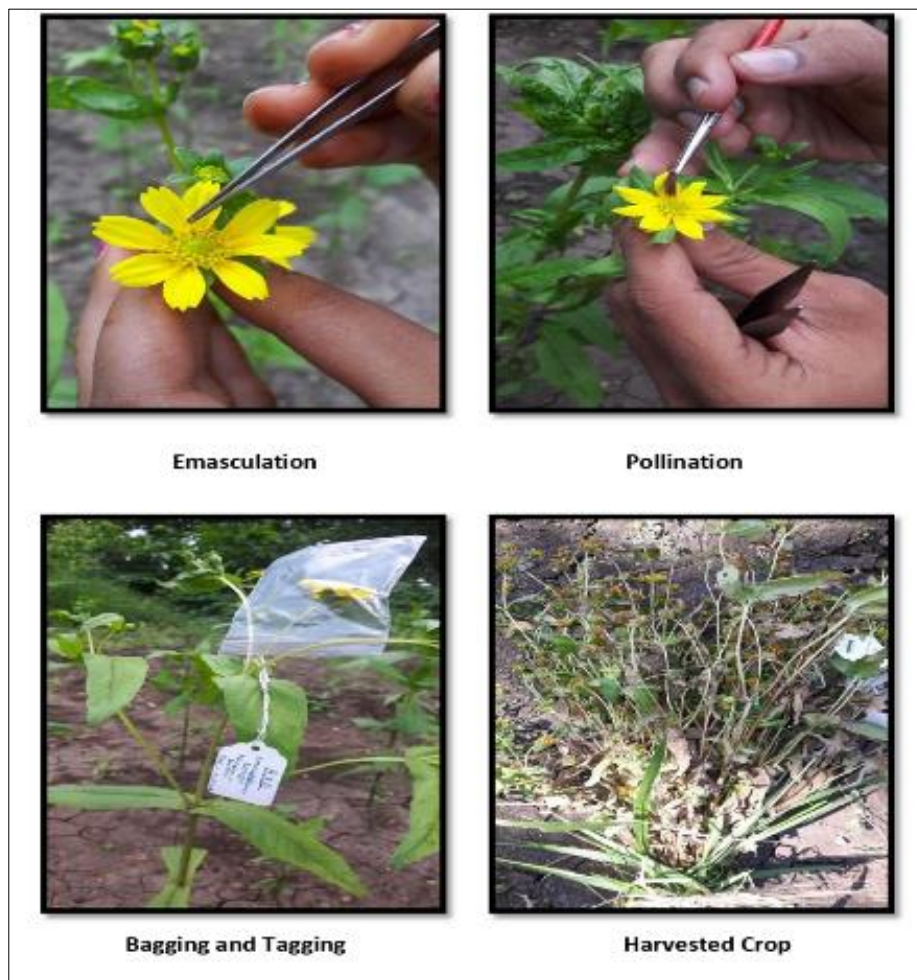 Emasculation
Pollination
Bagging and Tagging
Harvested Crop